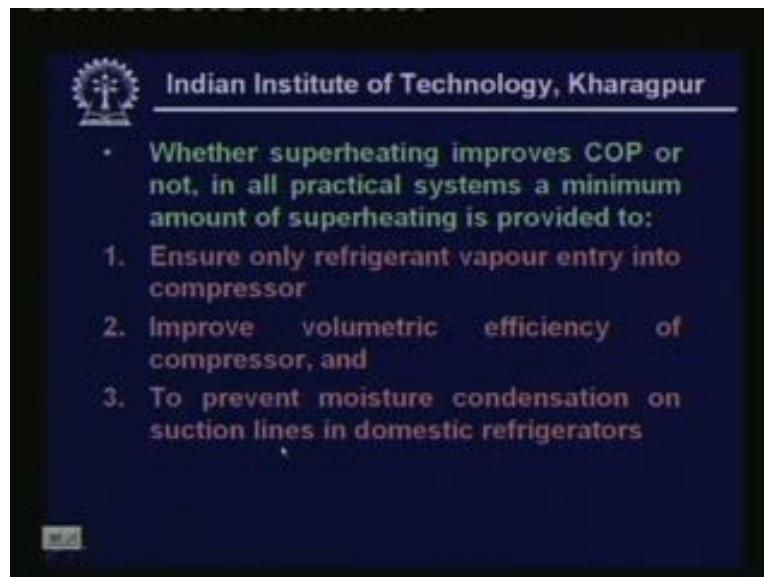 Indian Institute of Technology, Kharagpur
• Whether superheating improves COP or
not, in all practical systems a minimum
amount of superheating is provided to:
1. Ensure only refrigerant vapour entry into
compressor
2. Improve volumetric efficiency of
compressor, and
3. To prevent moisture condensation on
suction lines in domestic refrigerators